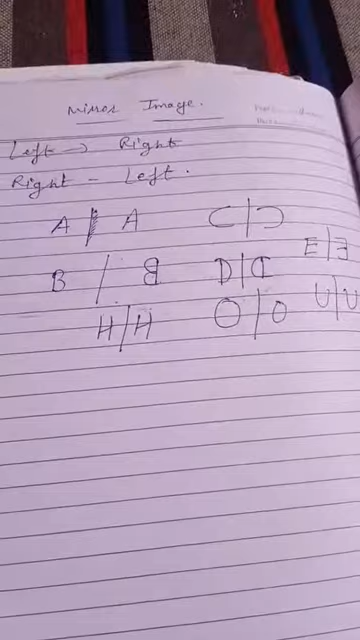 Mirror Image.
Left → Right
Right - Left.
A | A
C | Ɔ
E | Ǝ
B | ᗺ
D | ᗡ
U | U
H | H
O | O